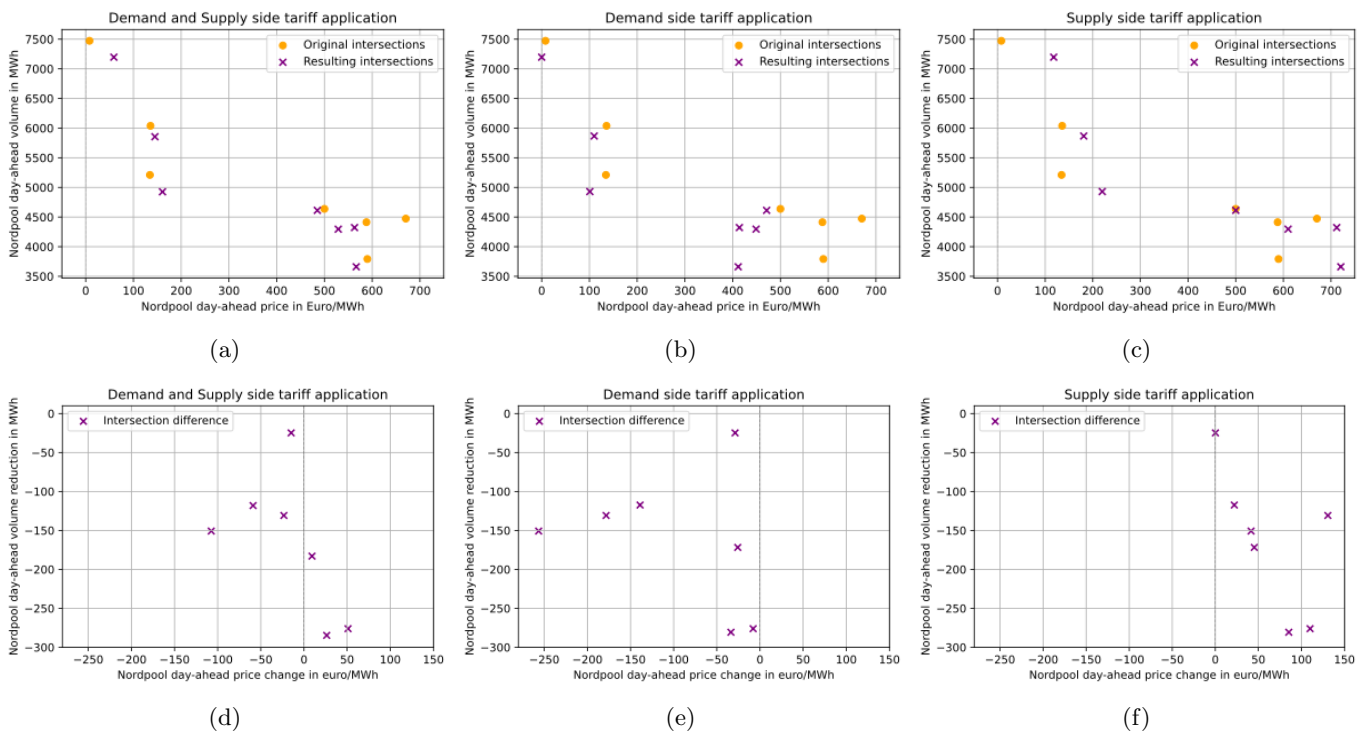 Demand and Supply side tariff application
Nordpool day-ahead volume in MWh
7500
7000
6500
6000
5500
5000
4500
4000
3500
Original intersections
Resulting intersections
0 100 200 300 400 500 600 700
Nordpool day-ahead price in Euro/MWh
(a)
Demand side tariff application
Nordpool day-ahead volume in MWh
7500
7000
6500
6000
5500
5000
4500
4000
3500
Original intersections
Resulting intersections
0 100 200 300 400 500 600 700
Nordpool day-ahead price in Euro/MWh
(b)
Supply side tariff application
Nordpool day-ahead volume in MWh
7500
7000
6500
6000
5500
5000
4500
4000
3500
Original intersections
Resulting intersections
0 100 200 300 400 500 600 700
Nordpool day-ahead price in Euro/MWh
(c)
Demand and Supply side tariff application
Nordpool day-ahead volume reduction in MWh
0
−50
−100
−150
−200
−250
−300
Intersection difference
−250 −200 −150 −100 −50 0 50 100 150
Nordpool day-ahead price change in euro/MWh
(d)
Demand side tariff application
Nordpool day-ahead volume reduction in MWh
0
−50
−100
−150
−200
−250
−300
Intersection difference
−250 −200 −150 −100 −50 0 50 100 150
Nordpool day-ahead price change in euro/MWh
(e)
Supply side tariff application
Nordpool day-ahead volume reduction in MWh
0
−50
−100
−150
−200
−250
−300
Intersection difference
−250 −200 −150 −100 −50 0 50 100 150
Nordpool day-ahead price change in euro/MWh
(f)